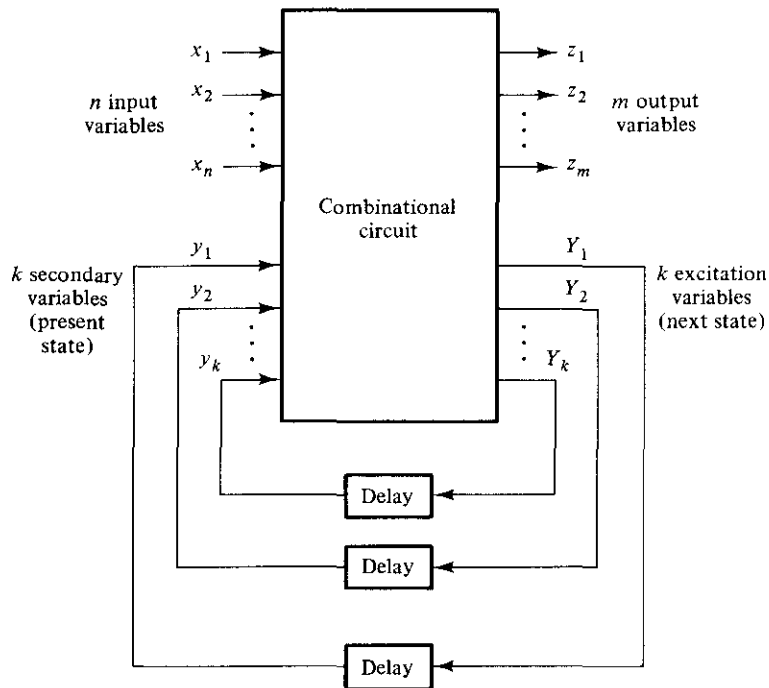 x1
z1
n input
variables
x2
z2
m output
variables
xn
zm
Combinational
circuit
k secondary
variables
(present
state)
y1
Y1
k excitation
variables
(next state)
y2
Y2
yk
Yk
Delay
Delay
Delay